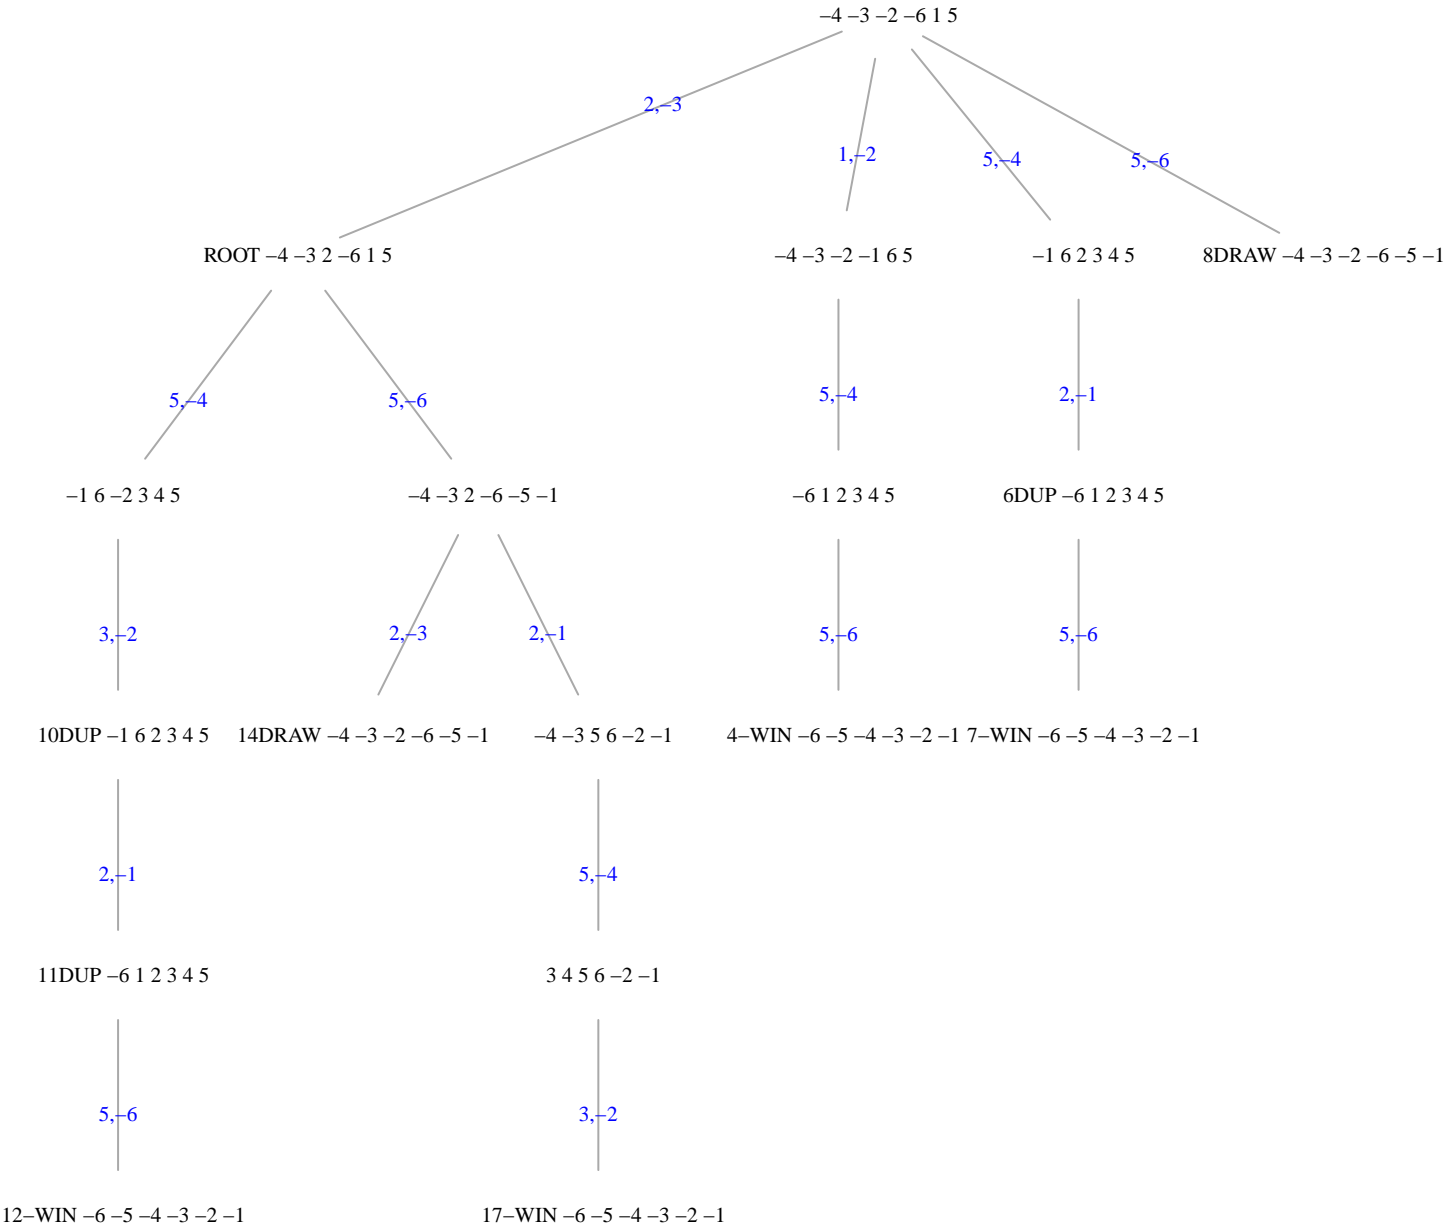 −4 −3 −2 −6 1 5
2,−3
1,−2
5,−4
5,−6
ROOT −4 −3 2 −6 1 5
−4 −3 −2 −1 6 5
−1 6 2 3 4 5
8DRAW −4 −3 −2 −6 −5 −1
5,−4
5,−6
5,−4
2,−1
−1 6 −2 3 4 5
−4 −3 2 −6 −5 −1
−6 1 2 3 4 5
6DUP −6 1 2 3 4 5
3,−2
2,−3
2,−1
5,−6
5,−6
10DUP −1 6 2 3 4 5
14DRAW −4 −3 −2 −6 −5 −1
−4 −3 5 6 −2 −1
4−WIN −6 −5 −4 −3 −2 −1
7−WIN −6 −5 −4 −3 −2 −1
2,−1
5,−4
11DUP −6 1 2 3 4 5
3 4 5 6 −2 −1
5,−6
3,−2
12−WIN −6 −5 −4 −3 −2 −1
17−WIN −6 −5 −4 −3 −2 −1